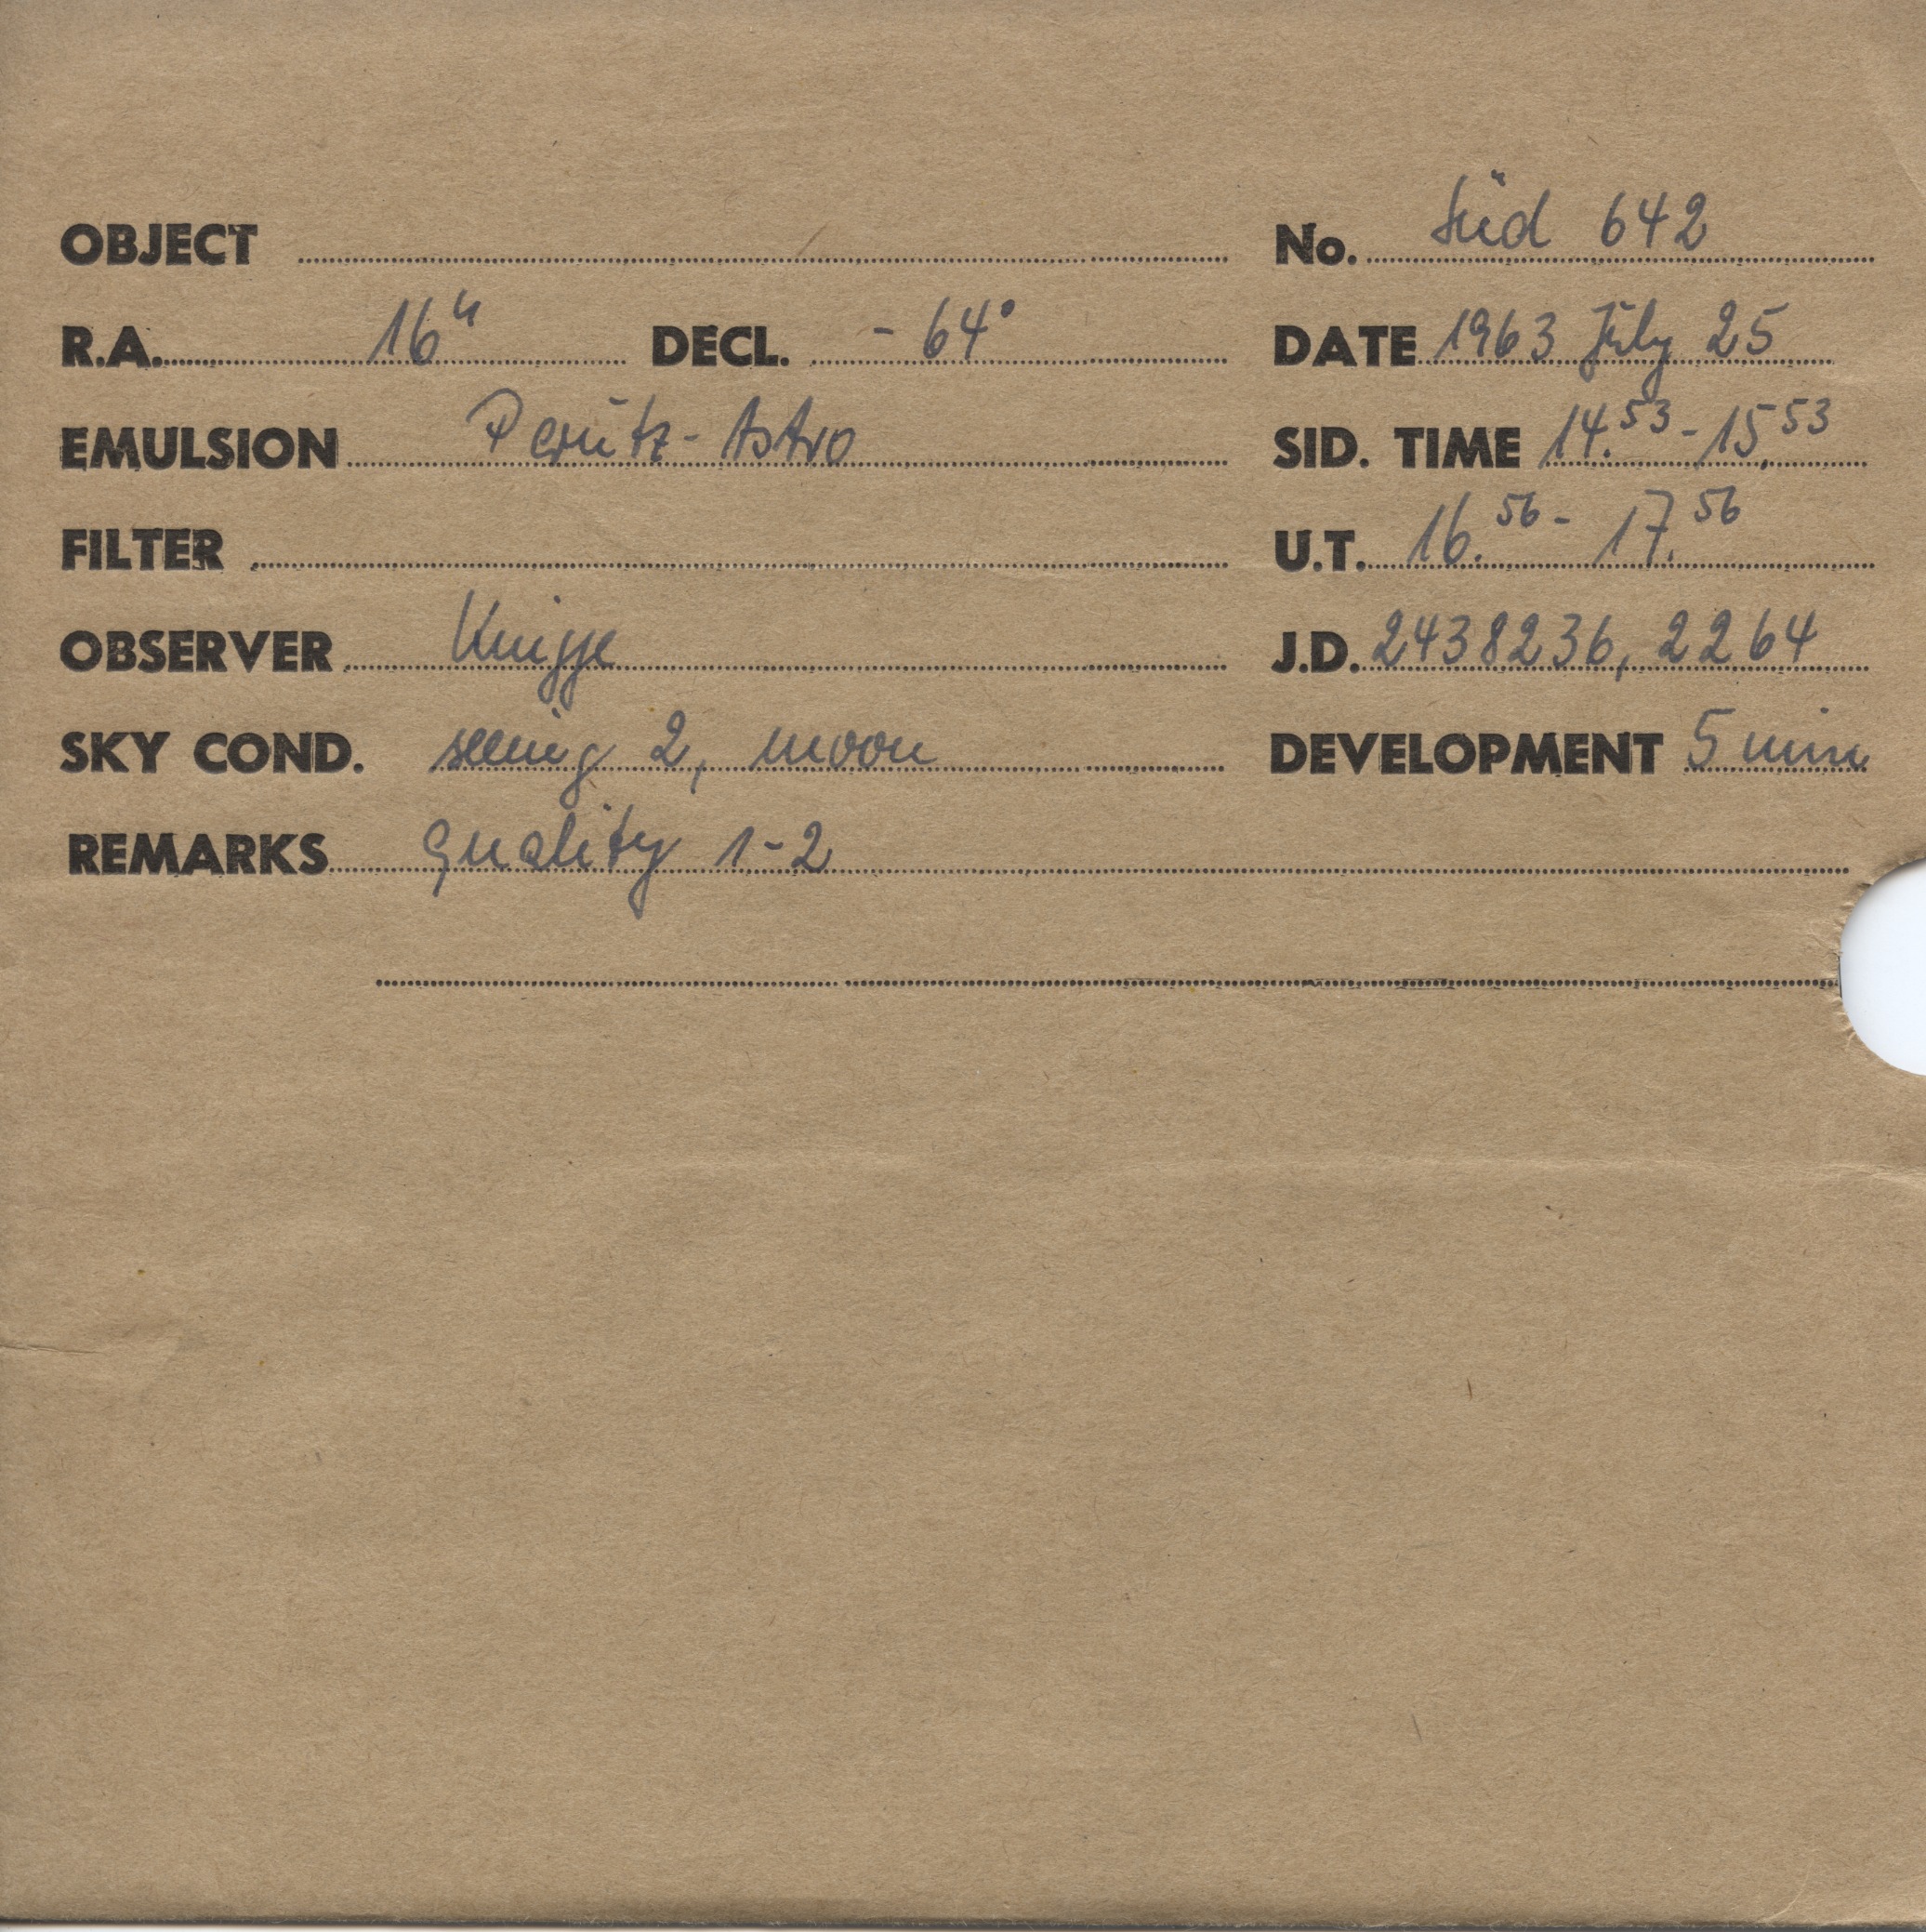 OBJECT No. Süd 642
R.A. 16h DECL. -64° DATE 1963 July 25
EMULSION Perutz-Astro SID. TIME 14.53-15.53
FILTER U.T. 16.56-17.56
OBSERVER Knigge J.D. 2438236,2264
SKY COND. seeing 2, moon DEVELOPMENT 5 min
REMARKS quality 1-2